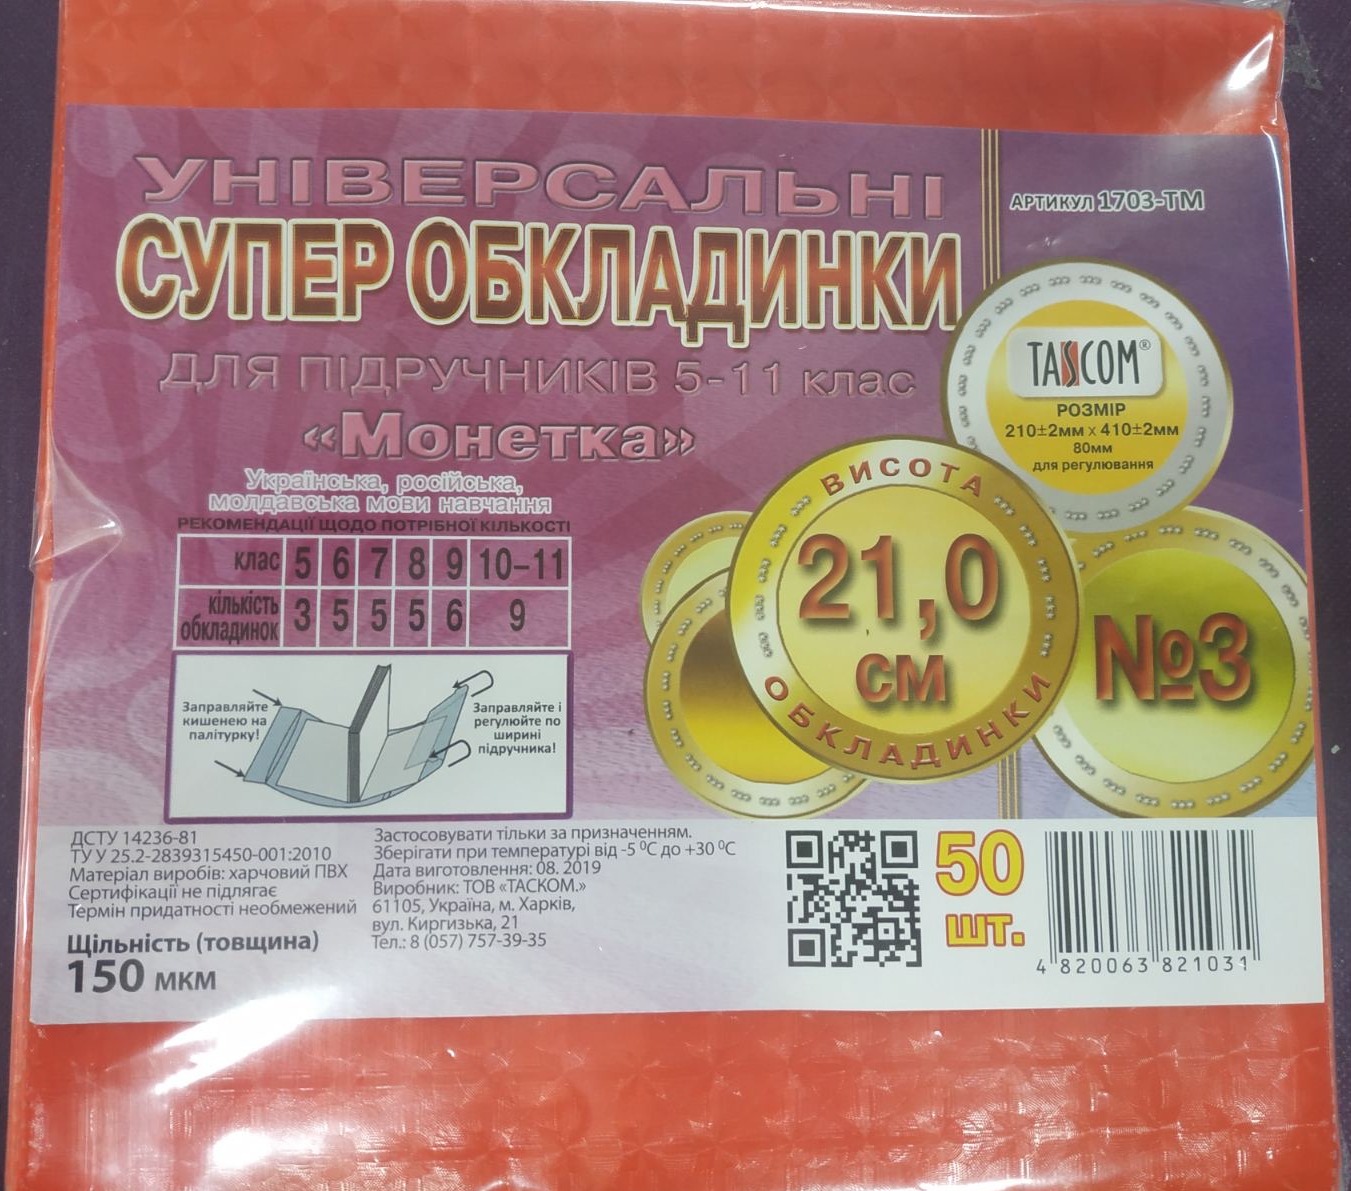 УНІВЕРСАЛЬНІ
СУПЕР ОБКЛАДИНКИ
ДЛЯ ПІДРУЧНИКІВ 5-11 клас
«Монетка»
Українська, російська,
молдавська мови навчання
РЕКОМЕНДАЦІЇ ЩОДО ПОТРІБНОЇ КІЛЬКОСТІ
клас 5 6 7 8 9 10-11
кількість обкладинок 3 5 5 5 6 9
Заправляйте
кишенею на
палітурку!
Заправляйте і
регулюйте по
ширині
підручника!
АРТИКУЛ 1703-ТМ
TASCOM®
РОЗМІР
210±2мм х 410±2мм
80мм
для регулювання
ВИСОТА
21,0
см
ОБКЛАДИНКИ
№3
ДСТУ 14236-81
ТУ У 25.2-2839315450-001:2010
Матеріал виробів: харчовий ПВХ
Сертифікації не підлягає
Термін придатності необмежений
Щільність (товщина)
150 мкм
Застосовувати тільки за призначенням.
Зберігати при температурі від -5 ⁰С до +30 ⁰С
Дата виготовлення: 08. 2019
Виробник: ТОВ «ТАСКОМ.»
61105, Україна, м. Харків,
вул. Киргизька, 21
Тел.: 8 (057) 757-39-35
50
шт.
4 820063 821031